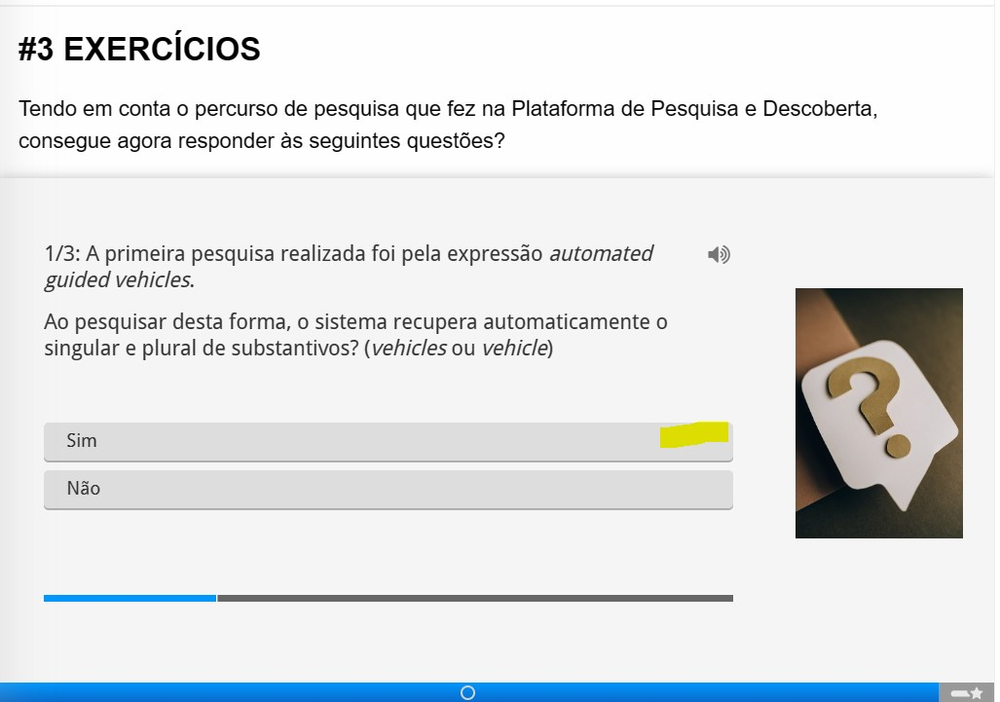 #3 EXERCÍCIOS
Tendo em conta o percurso de pesquisa que fez na Plataforma de Pesquisa e Descoberta,
consegue agora responder às seguintes questões?
1/3: A primeira pesquisa realizada foi pela expressão automated
guided vehicles.
Ao pesquisar desta forma, o sistema recupera automaticamente o
singular e plural de substantivos? (vehicles ou vehicle)
Sim
Não